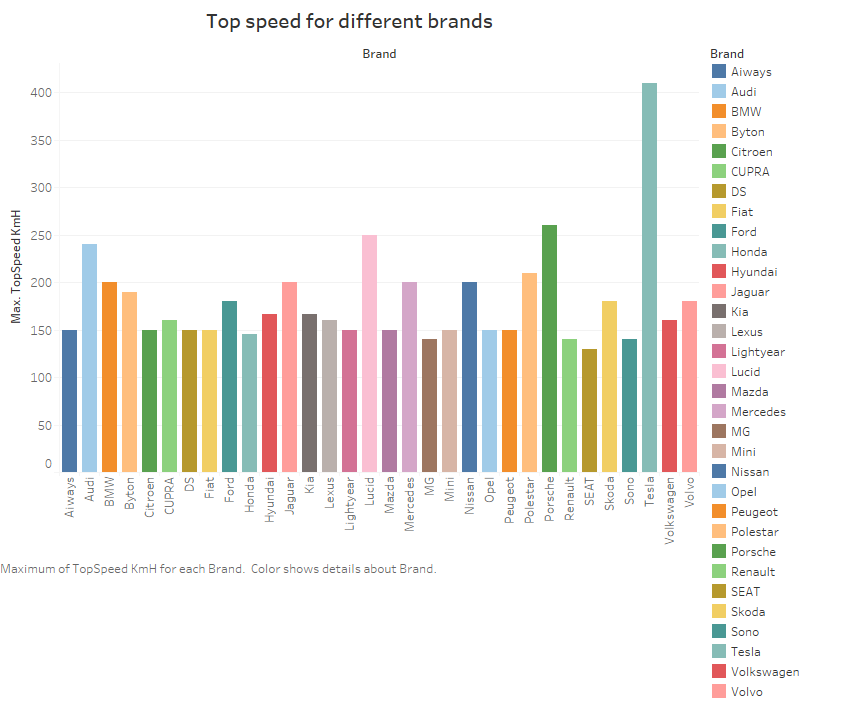 Top speed for different brands
Brand
Max. TopSpeed KmH
400
350
300
250
200
150
100
50
0
Aiways
Audi
BMW
Byton
Citroen
CUPRA
DS
Fiat
Ford
Honda
Hyundai
Jaguar
Kia
Lexus
Lightyear
Lucid
Mazda
Mercedes
MG
Mini
Nissan
Opel
Peugeot
Polestar
Porsche
Renault
SEAT
Skoda
Sono
Tesla
Volkswagen
Volvo
Maximum of TopSpeed KmH for each Brand. Color shows details about Brand.
Brand
Aiways
Audi
BMW
Byton
Citroen
CUPRA
DS
Fiat
Ford
Honda
Hyundai
Jaguar
Kia
Lexus
Lightyear
Lucid
Mazda
Mercedes
MG
Mini
Nissan
Opel
Peugeot
Polestar
Porsche
Renault
SEAT
Skoda
Sono
Tesla
Volkswagen
Volvo